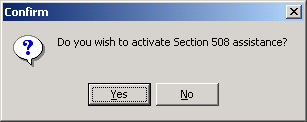 Confirm
Do you wish to activate Section 508 assistance?
Yes No